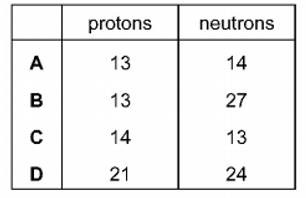 protons neutrons
A 13 14
B 13 27
C 14 13
D 21 24